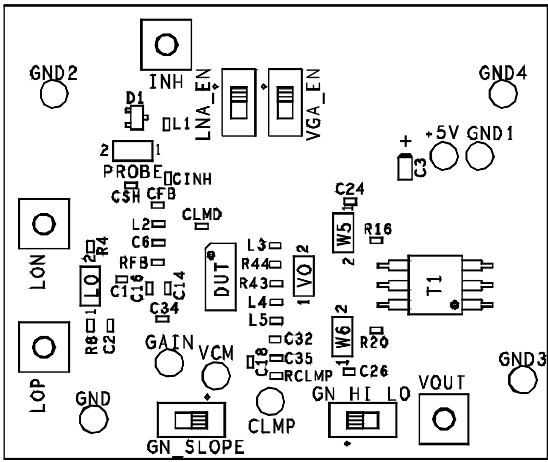 GND2
INH
GND4
LNA_EN
VGA_EN
D1
L1
+5V
GND1
+
C3
2
1
PROBE
CINH
CSH
CFB
C24
L2
CLMD
1
W5
2
R16
C6
L3
LON
R4
2
LO
1
RFB
R44
2
VO
1
DUT
R43
T1
C1
C16
C14
L4
C34
L5
2
W6
1
R8
C2
C32
R20
LOP
GAIN
VCM
C18
C35
GND3
RCLMP
C26
GND
GN HI LO
VOUT
CLMP
GN_SLOPE